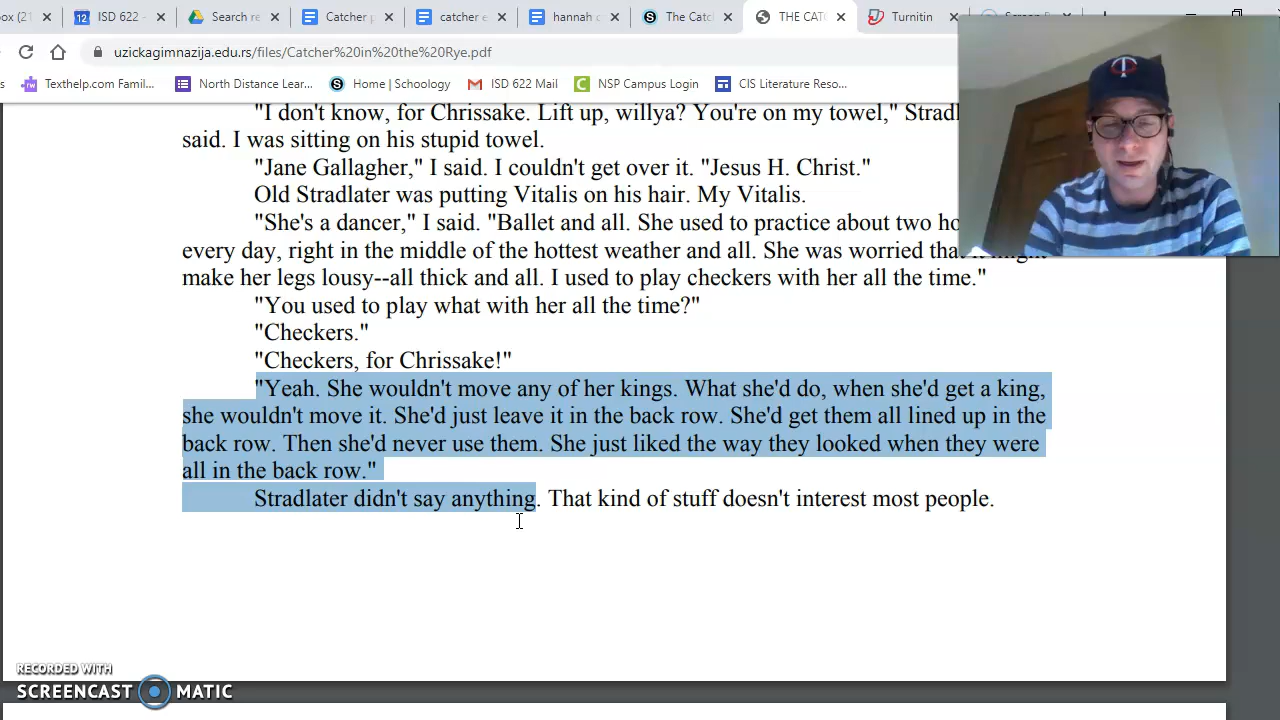 ox (21
ISD 622 -
Search re
Catcher p
catcher e
hannah c
The Catc
THE CATC
Turnitin
uzickagimnazija.edu.rs/files/Catcher%20in%20the%20Rye.pdf
s
Texthelp.com Famil...
North Distance Lear...
Home | Schoology
ISD 622 Mail
NSP Campus Login
CIS Literature Reso...
"I don't know, for Chrissake. Lift up, willya? You're on my towel," Stradl
said. I was sitting on his stupid towel.
"Jane Gallagher," I said. I couldn't get over it. "Jesus H. Christ."
Old Stradlater was putting Vitalis on his hair. My Vitalis.
"She's a dancer," I said. "Ballet and all. She used to practice about two ho
every day, right in the middle of the hottest weather and all. She was worried that it might
make her legs lousy--all thick and all. I used to play checkers with her all the time."
"You used to play what with her all the time?"
"Checkers."
"Checkers, for Chrissake!"
"Yeah. She wouldn't move any of her kings. What she'd do, when she'd get a king,
she wouldn't move it. She'd just leave it in the back row. She'd get them all lined up in the
back row. Then she'd never use them. She just liked the way they looked when they were
all in the back row."
Stradlater didn't say anything. That kind of stuff doesn't interest most people.
RECORDED WITH
SCREENCAST MATIC